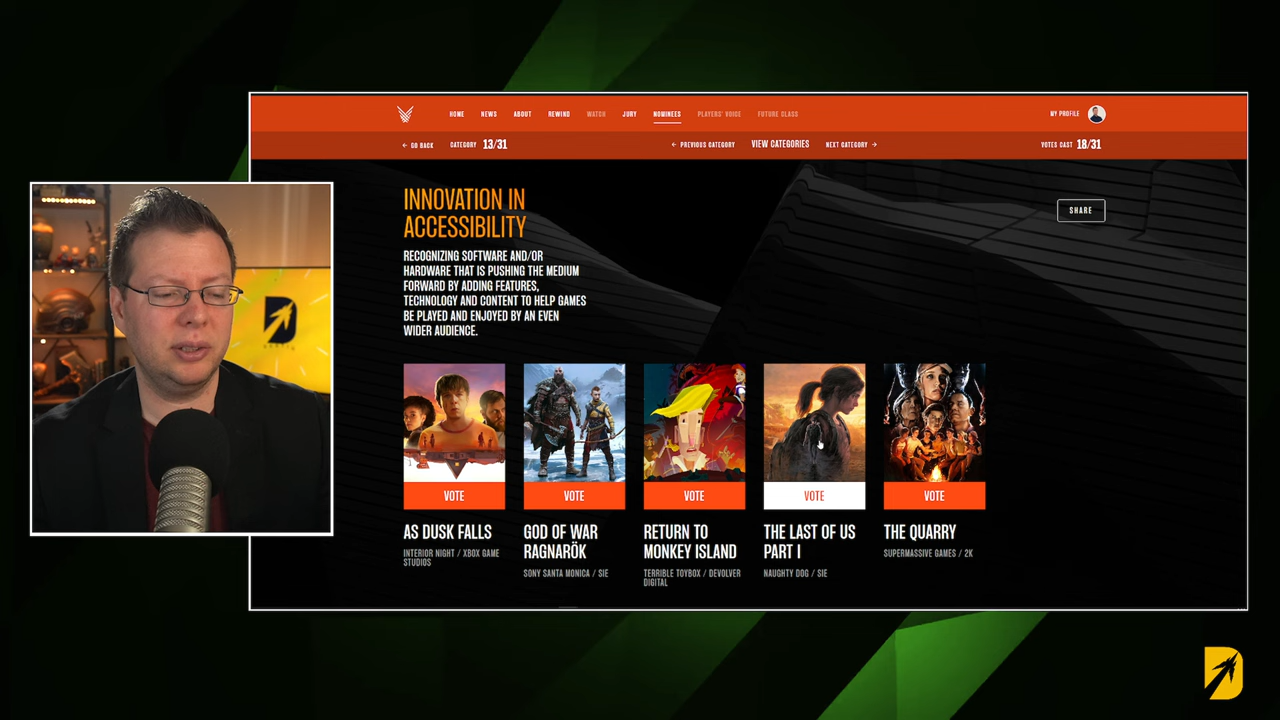 HOME NEWS ABOUT REWIND WATCH JURY NOMINEES PLAYERS' VOICE FUTURE CLASS MY PROFILE
← GO BACK CATEGORY 13/31 ← PREVIOUS CATEGORY VIEW CATEGORIES NEXT CATEGORY → VOTES CAST 18/31
INNOVATION IN
ACCESSIBILITY
SHARE
RECOGNIZING SOFTWARE AND/OR
HARDWARE THAT IS PUSHING THE MEDIUM
FORWARD BY ADDING FEATURES,
TECHNOLOGY AND CONTENT TO HELP GAMES
BE PLAYED AND ENJOYED BY AN EVEN
WIDER AUDIENCE.
VOTE
AS DUSK FALLS
INTERIOR NIGHT / XBOX GAME
STUDIOS
VOTE
GOD OF WAR
RAGNARÖK
SONY SANTA MONICA / SIE
VOTE
RETURN TO
MONKEY ISLAND
TERRIBLE TOYBOX / DEVOLVER
DIGITAL
VOTE
THE LAST OF US
PART I
NAUGHTY DOG / SIE
VOTE
THE QUARRY
SUPERMASSIVE GAMES / 2K